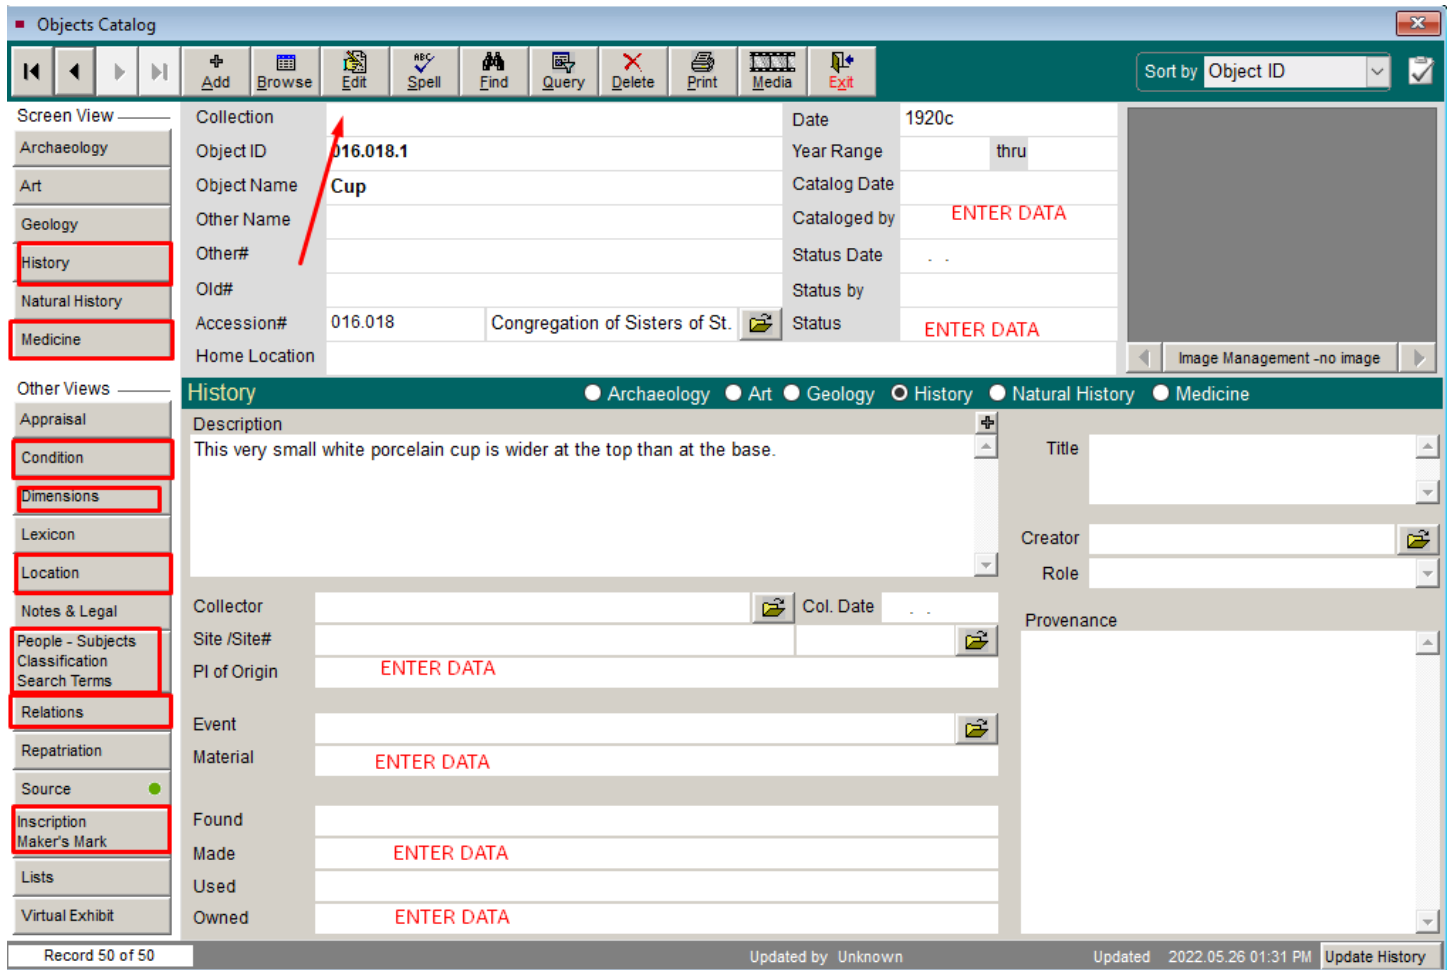 Objects Catalog
Add Browse Edit ABC Spell Find Query Delete Print Media Exit Sort by Object ID
Screen View
Archaeology
Art
Geology
History
Natural History
Medicine
Other Views
Appraisal
Condition
Dimensions
Lexicon
Location
Notes & Legal
People - Subjects
Classification
Search Terms
Relations
Repatriation
Source
Inscription
Maker's Mark
Lists
Virtual Exhibit
Record 50 of 50
Collection
Object ID 016.018.1
Object Name Cup
Other Name
Other#
Old#
Accession# 016.018 Congregation of Sisters of St.
Home Location
Date 1920c
Year Range thru
Catalog Date
Cataloged by ENTER DATA
Status Date . .
Status by
Status ENTER DATA
Image Management -no image
History Archaeology Art Geology History Natural History Medicine
Description
This very small white porcelain cup is wider at the top than at the base.
Collector Col. Date . .
Site /Site#
Pl of Origin ENTER DATA
Event
Material ENTER DATA
Found
Made ENTER DATA
Used
Owned ENTER DATA
Title
Creator
Role
Provenance
Updated by Unknown Updated 2022.05.26 01:31 PM Update History